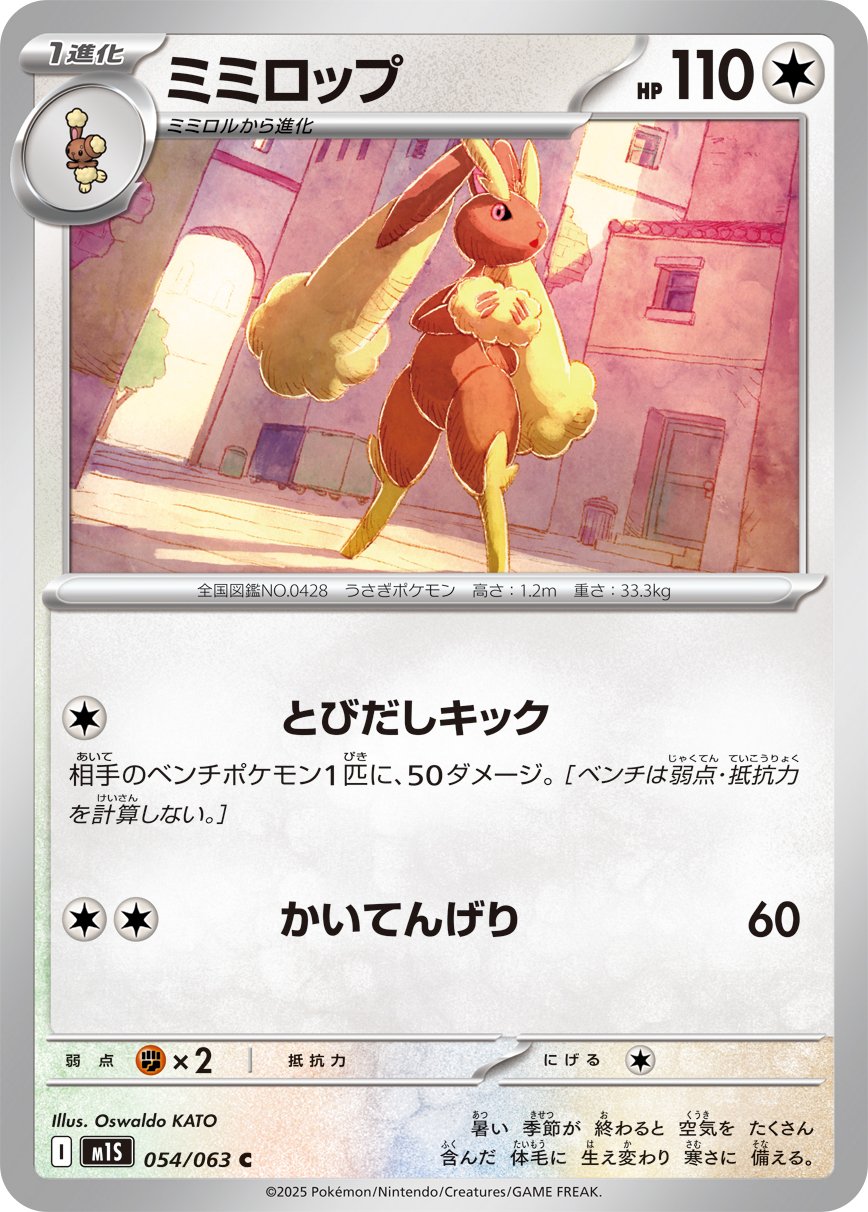 1進化
ミミロップ
HP 110
ミミロルから進化
全国図鑑NO.0428 うさぎポケモン 高さ:1.2m 重さ:33.3kg
とびだしキック
相手のベンチポケモン1匹に、50ダメージ。[ベンチは弱点・抵抗力
を計算しない。]
かいてんげり 60
弱点 ×2 抵抗力 にげる
Illus. Oswaldo KATO
暑い 季節が 終わると 空気を たくさん
含んだ 体毛に 生え変わり 寒さに 備える。
I m1S 054/063 C
©2025 Pokémon/Nintendo/Creatures/GAME FREAK.